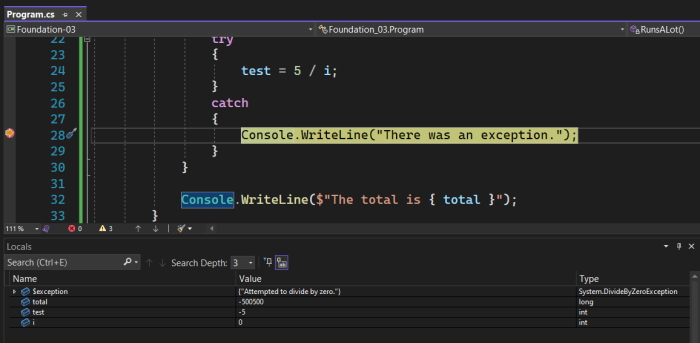 Program.cs
Foundation-03
Foundation_03.Program
RunsALot()
22 try
23 {
24 test = 5 / i;
25 }
26 catch
27 {
28 Console.WriteLine("There was an exception.");
29 }
30 }
31
32 Console.WriteLine($"The total is { total }");
33 }
111 % 0 3
Locals
Search (Ctrl+E) Search Depth: 3
Name Value Type
$exception {"Attempted to divide by zero."} System.DivideByZeroException
total -500500 long
test -5 int
i 0 int